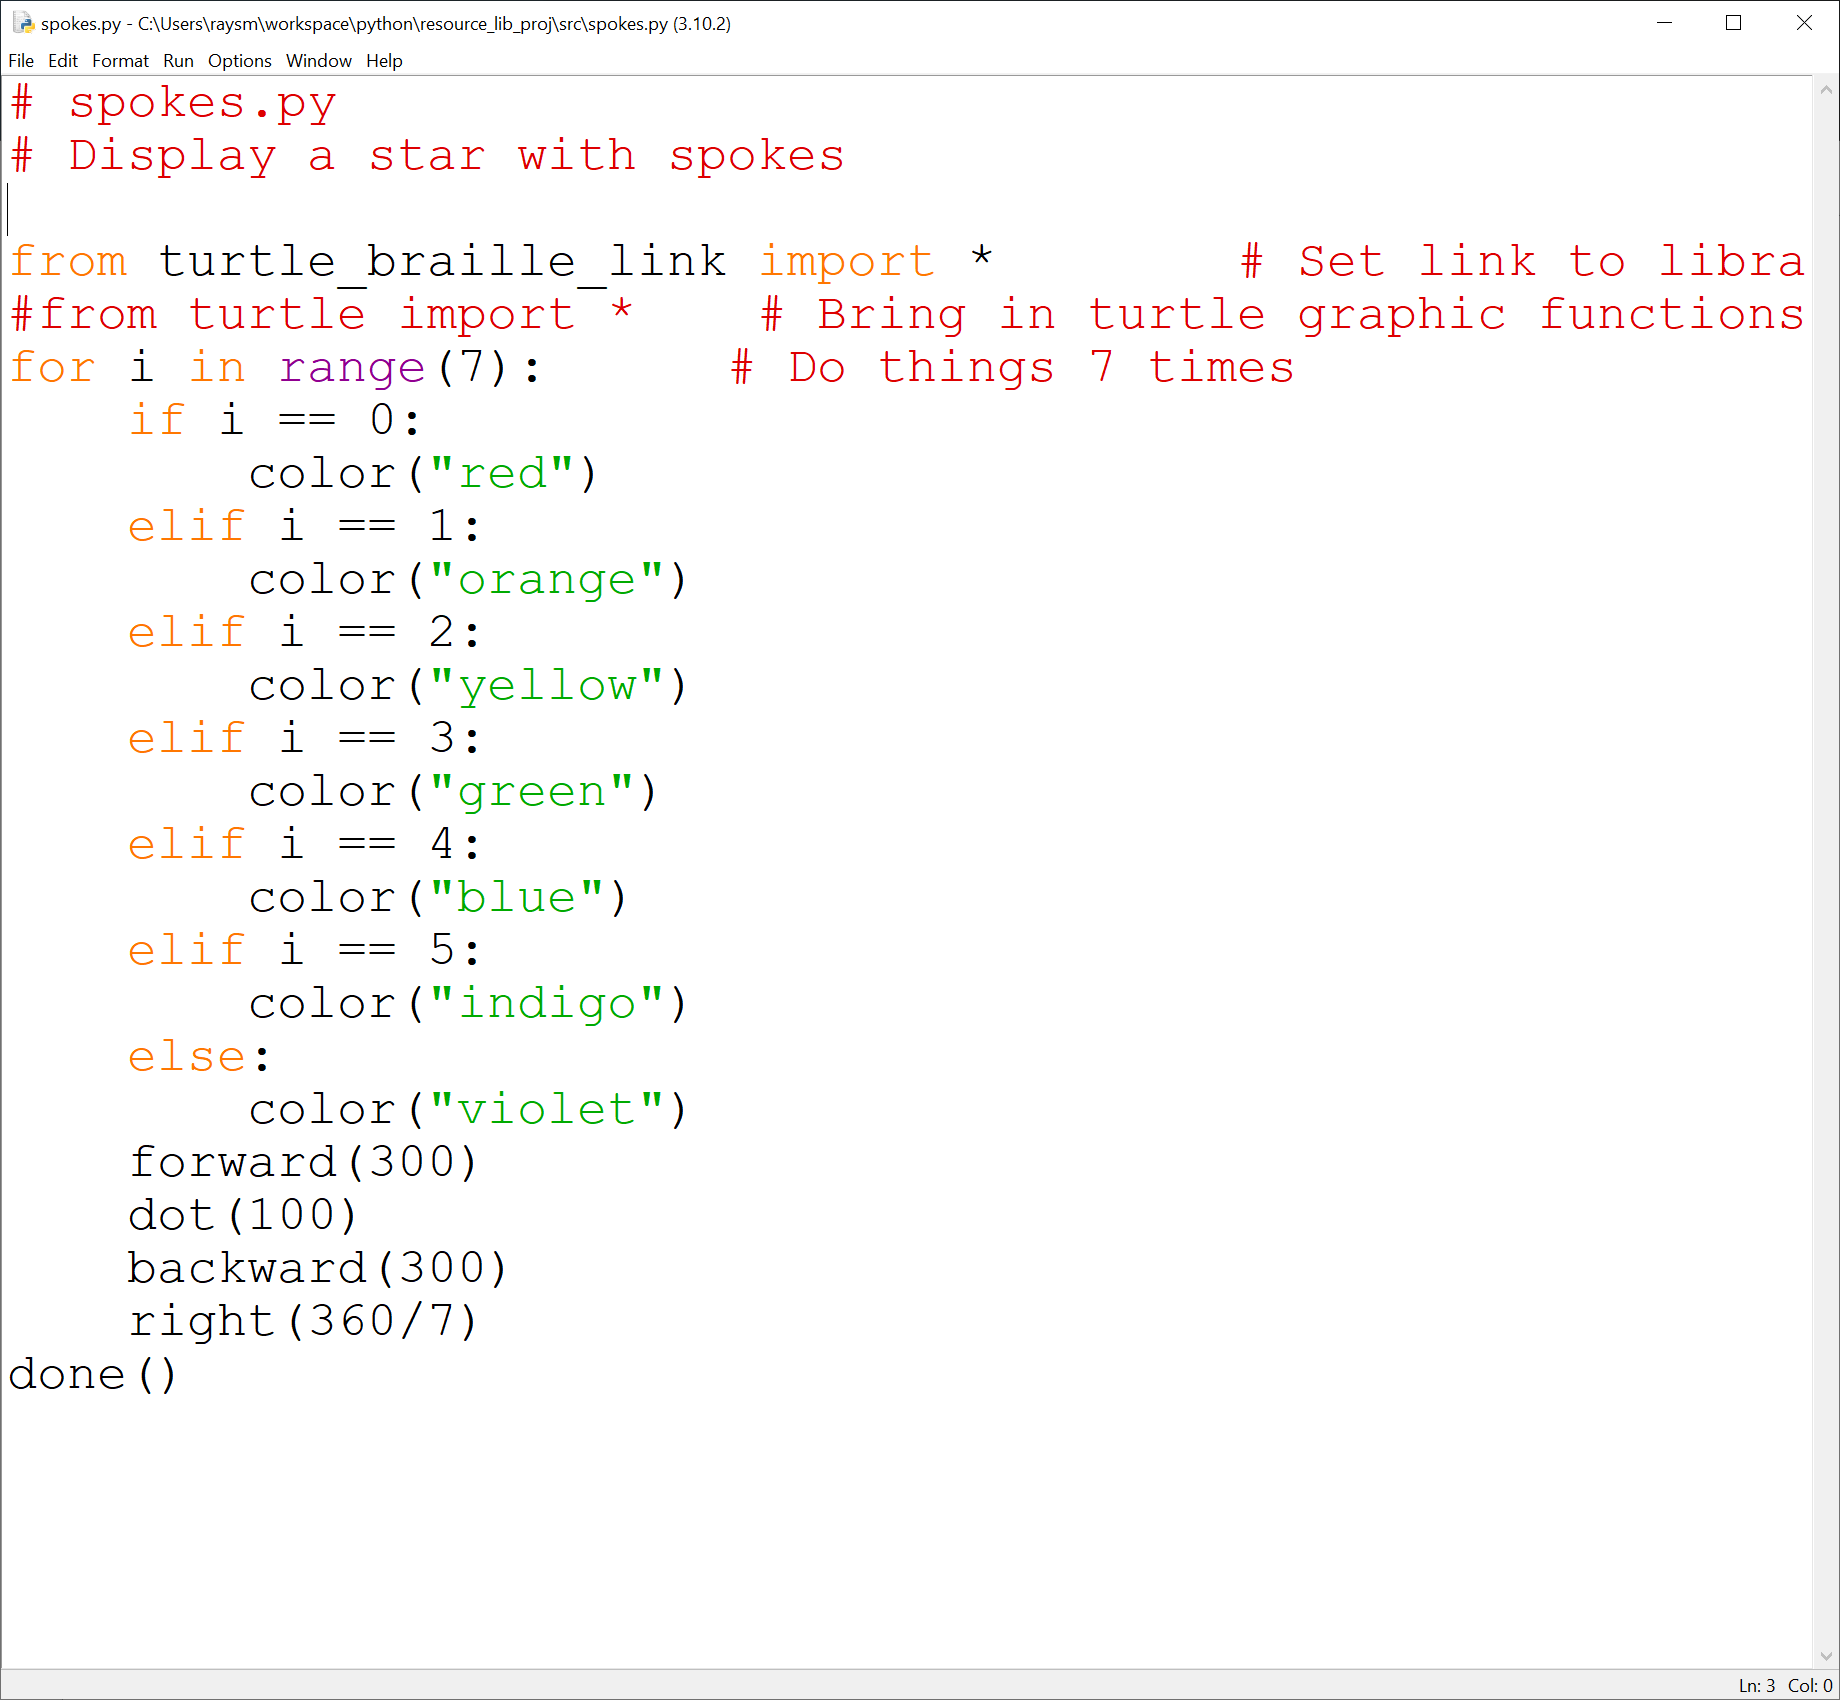 spokes.py - C:\Users\raysm\workspace\python\resource_lib_proj\src\spokes.py (3.10.2)
File Edit Format Run Options Window Help
# spokes.py
# Display a star with spokes

from turtle_braille_link import *        # Set link to libra
#from turtle import *    # Bring in turtle graphic functions
for i in range(7):      # Do things 7 times
    if i == 0:
        color("red")
    elif i == 1:
        color("orange")
    elif i == 2:
        color("yellow")
    elif i == 3:
        color("green")
    elif i == 4:
        color("blue")
    elif i == 5:
        color("indigo")
    else:
        color("violet")
    forward(300)
    dot(100)
    backward(300)
    right(360/7)
done()
Ln: 3 Col: 0